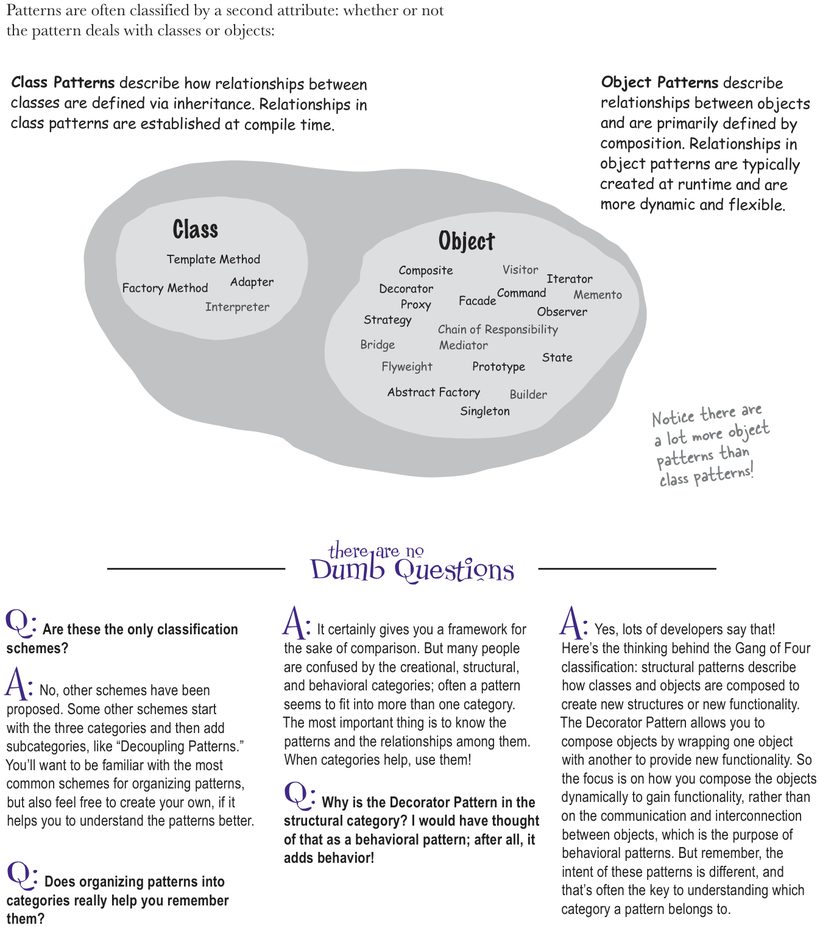 Patterns are often classified by a second attribute: whether or not
the pattern deals with classes or objects:
Class Patterns describe how relationships between
classes are defined via inheritance. Relationships in
class patterns are established at compile time.
Object Patterns describe
relationships between objects
and are primarily defined by
composition. Relationships in
object patterns are typically
created at runtime and are
more dynamic and flexible.
Class
Template Method
Factory Method
Adapter
Interpreter
Object
Composite
Visitor
Iterator
Decorator
Command
Memento
Proxy
Facade
Observer
Strategy
Chain of Responsibility
Bridge
Mediator
State
Flyweight
Prototype
Abstract Factory
Builder
Singleton
Notice there are
a lot more object
patterns than
class patterns!
there are no
Dumb Questions
Q: Are these the only classification
schemes?
A: No, other schemes have been
proposed. Some other schemes start
with the three categories and then add
subcategories, like “Decoupling Patterns.”
You’ll want to be familiar with the most
common schemes for organizing patterns,
but also feel free to create your own, if it
helps you to understand the patterns better.
Q: Does organizing patterns into
categories really help you remember
them?
A: It certainly gives you a framework for
the sake of comparison. But many people
are confused by the creational, structural,
and behavioral categories; often a pattern
seems to fit into more than one category.
The most important thing is to know the
patterns and the relationships among them.
When categories help, use them!
Q: Why is the Decorator Pattern in the
structural category? I would have thought
of that as a behavioral pattern; after all, it
adds behavior!
A: Yes, lots of developers say that!
Here’s the thinking behind the Gang of Four
classification: structural patterns describe
how classes and objects are composed to
create new structures or new functionality.
The Decorator Pattern allows you to
compose objects by wrapping one object
with another to provide new functionality. So
the focus is on how you compose the objects
dynamically to gain functionality, rather than
on the communication and interconnection
between objects, which is the purpose of
behavioral patterns. But remember, the
intent of these patterns is different, and
that’s often the key to understanding which
category a pattern belongs to.